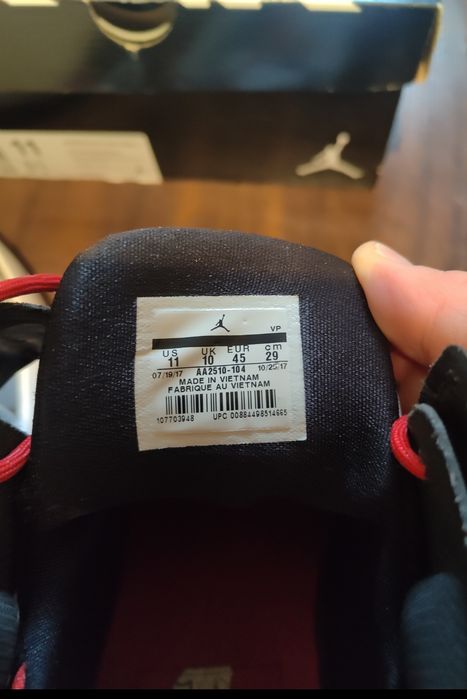 VP
US UK EUR cm
11 10 45 29
AA2510-104
07/19/17 10/25/17
MADE IN VIETNAM
FABRIQUE AU VIETNAM
107703948 UPC 00884498514665